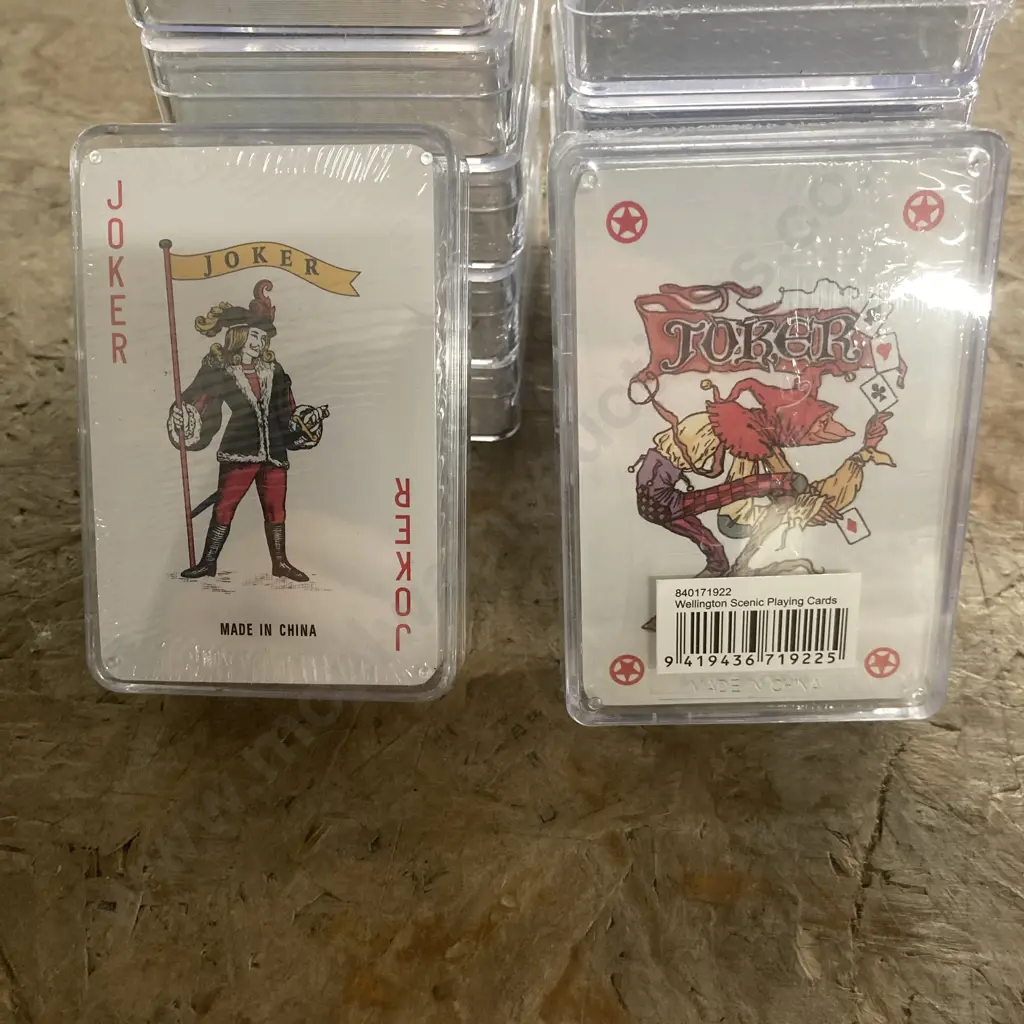 JOKER
JOKER
JOKER
MADE IN CHINA
JOKER
840171922
Wellington Scenic Playing Cards
9 419436 719225
MADE IN CHINA